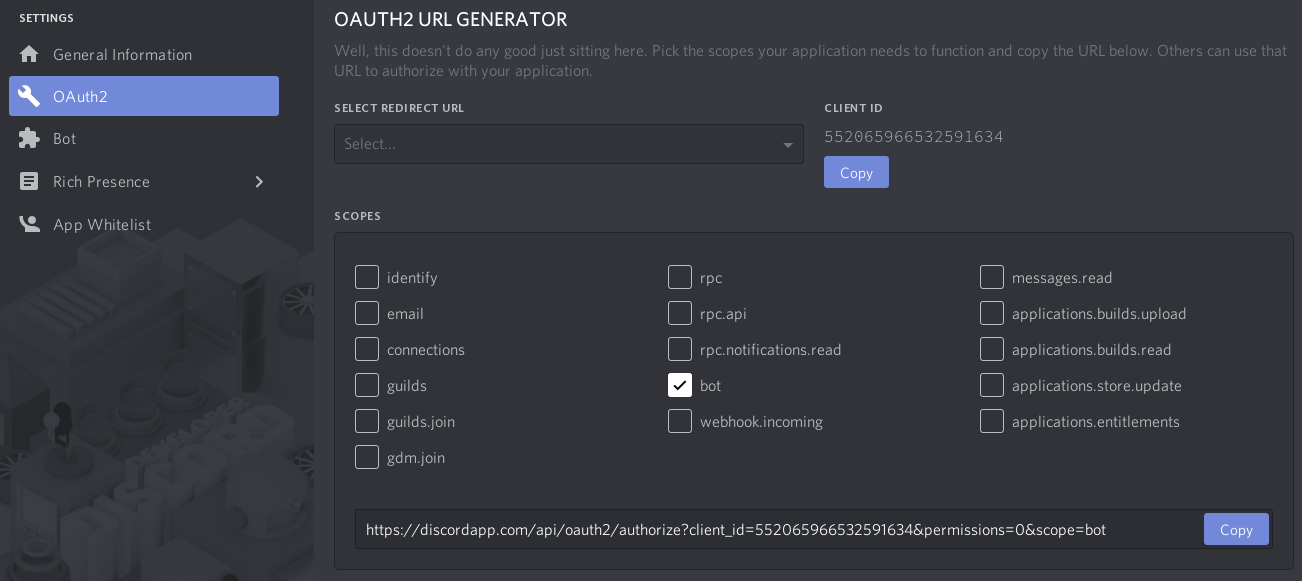 SETTINGS
General Information
OAuth2
Bot
Rich Presence
App Whitelist
OAUTH2 URL GENERATOR
Well, this doesn't do any good just sitting here. Pick the scopes your application needs to function and copy the URL below. Others can use that
URL to authorize with your application.
SELECT REDIRECT URL
Select...
CLIENT ID
552065966532591634
Copy
SCOPES
identify
email
connections
guilds
guilds.join
gdm.join
rpc
rpc.api
rpc.notifications.read
bot
webhook.incoming
messages.read
applications.builds.upload
applications.builds.read
applications.store.update
applications.entitlements
https://discordapp.com/api/oauth2/authorize?client_id=552065966532591634&permissions=0&scope=bot
Copy